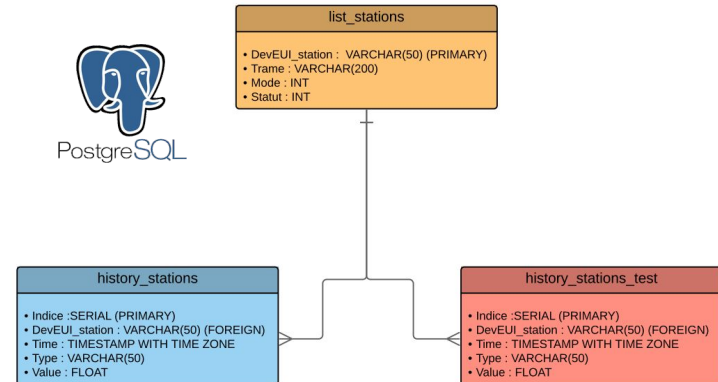 list_stations
• DevEUI_station : VARCHAR(50) (PRIMARY)
• Trame : VARCHAR(200)
• Mode : INT
• Statut : INT
PostgreSQL
history_stations
• Indice :SERIAL (PRIMARY)
• DevEUI_station : VARCHAR(50) (FOREIGN)
• Time : TIMESTAMP WITH TIME ZONE
• Type : VARCHAR(50)
• Value : FLOAT
history_stations_test
• Indice :SERIAL (PRIMARY)
• DevEUI_station : VARCHAR(50) (FOREIGN)
• Time : TIMESTAMP WITH TIME ZONE
• Type : VARCHAR(50)
• Value : FLOAT